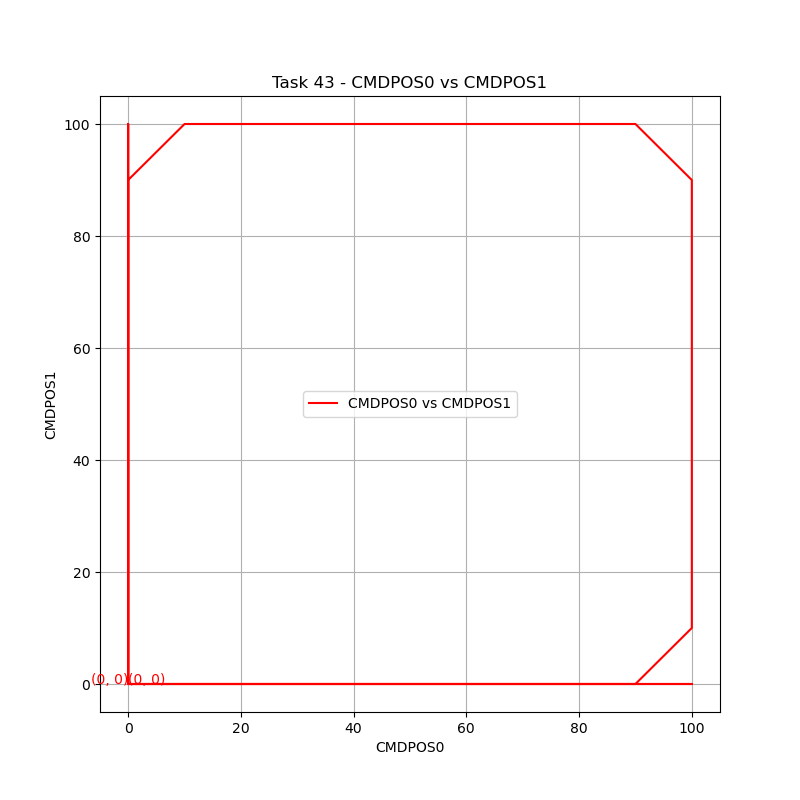 Task 43 - CMDPOS0 vs CMDPOS1
100
80
60
40
20
0
CMDPOS1
CMDPOS0 vs CMDPOS1
(0, 0)(0, 0)
0 20 40 60 80 100
CMDPOS0